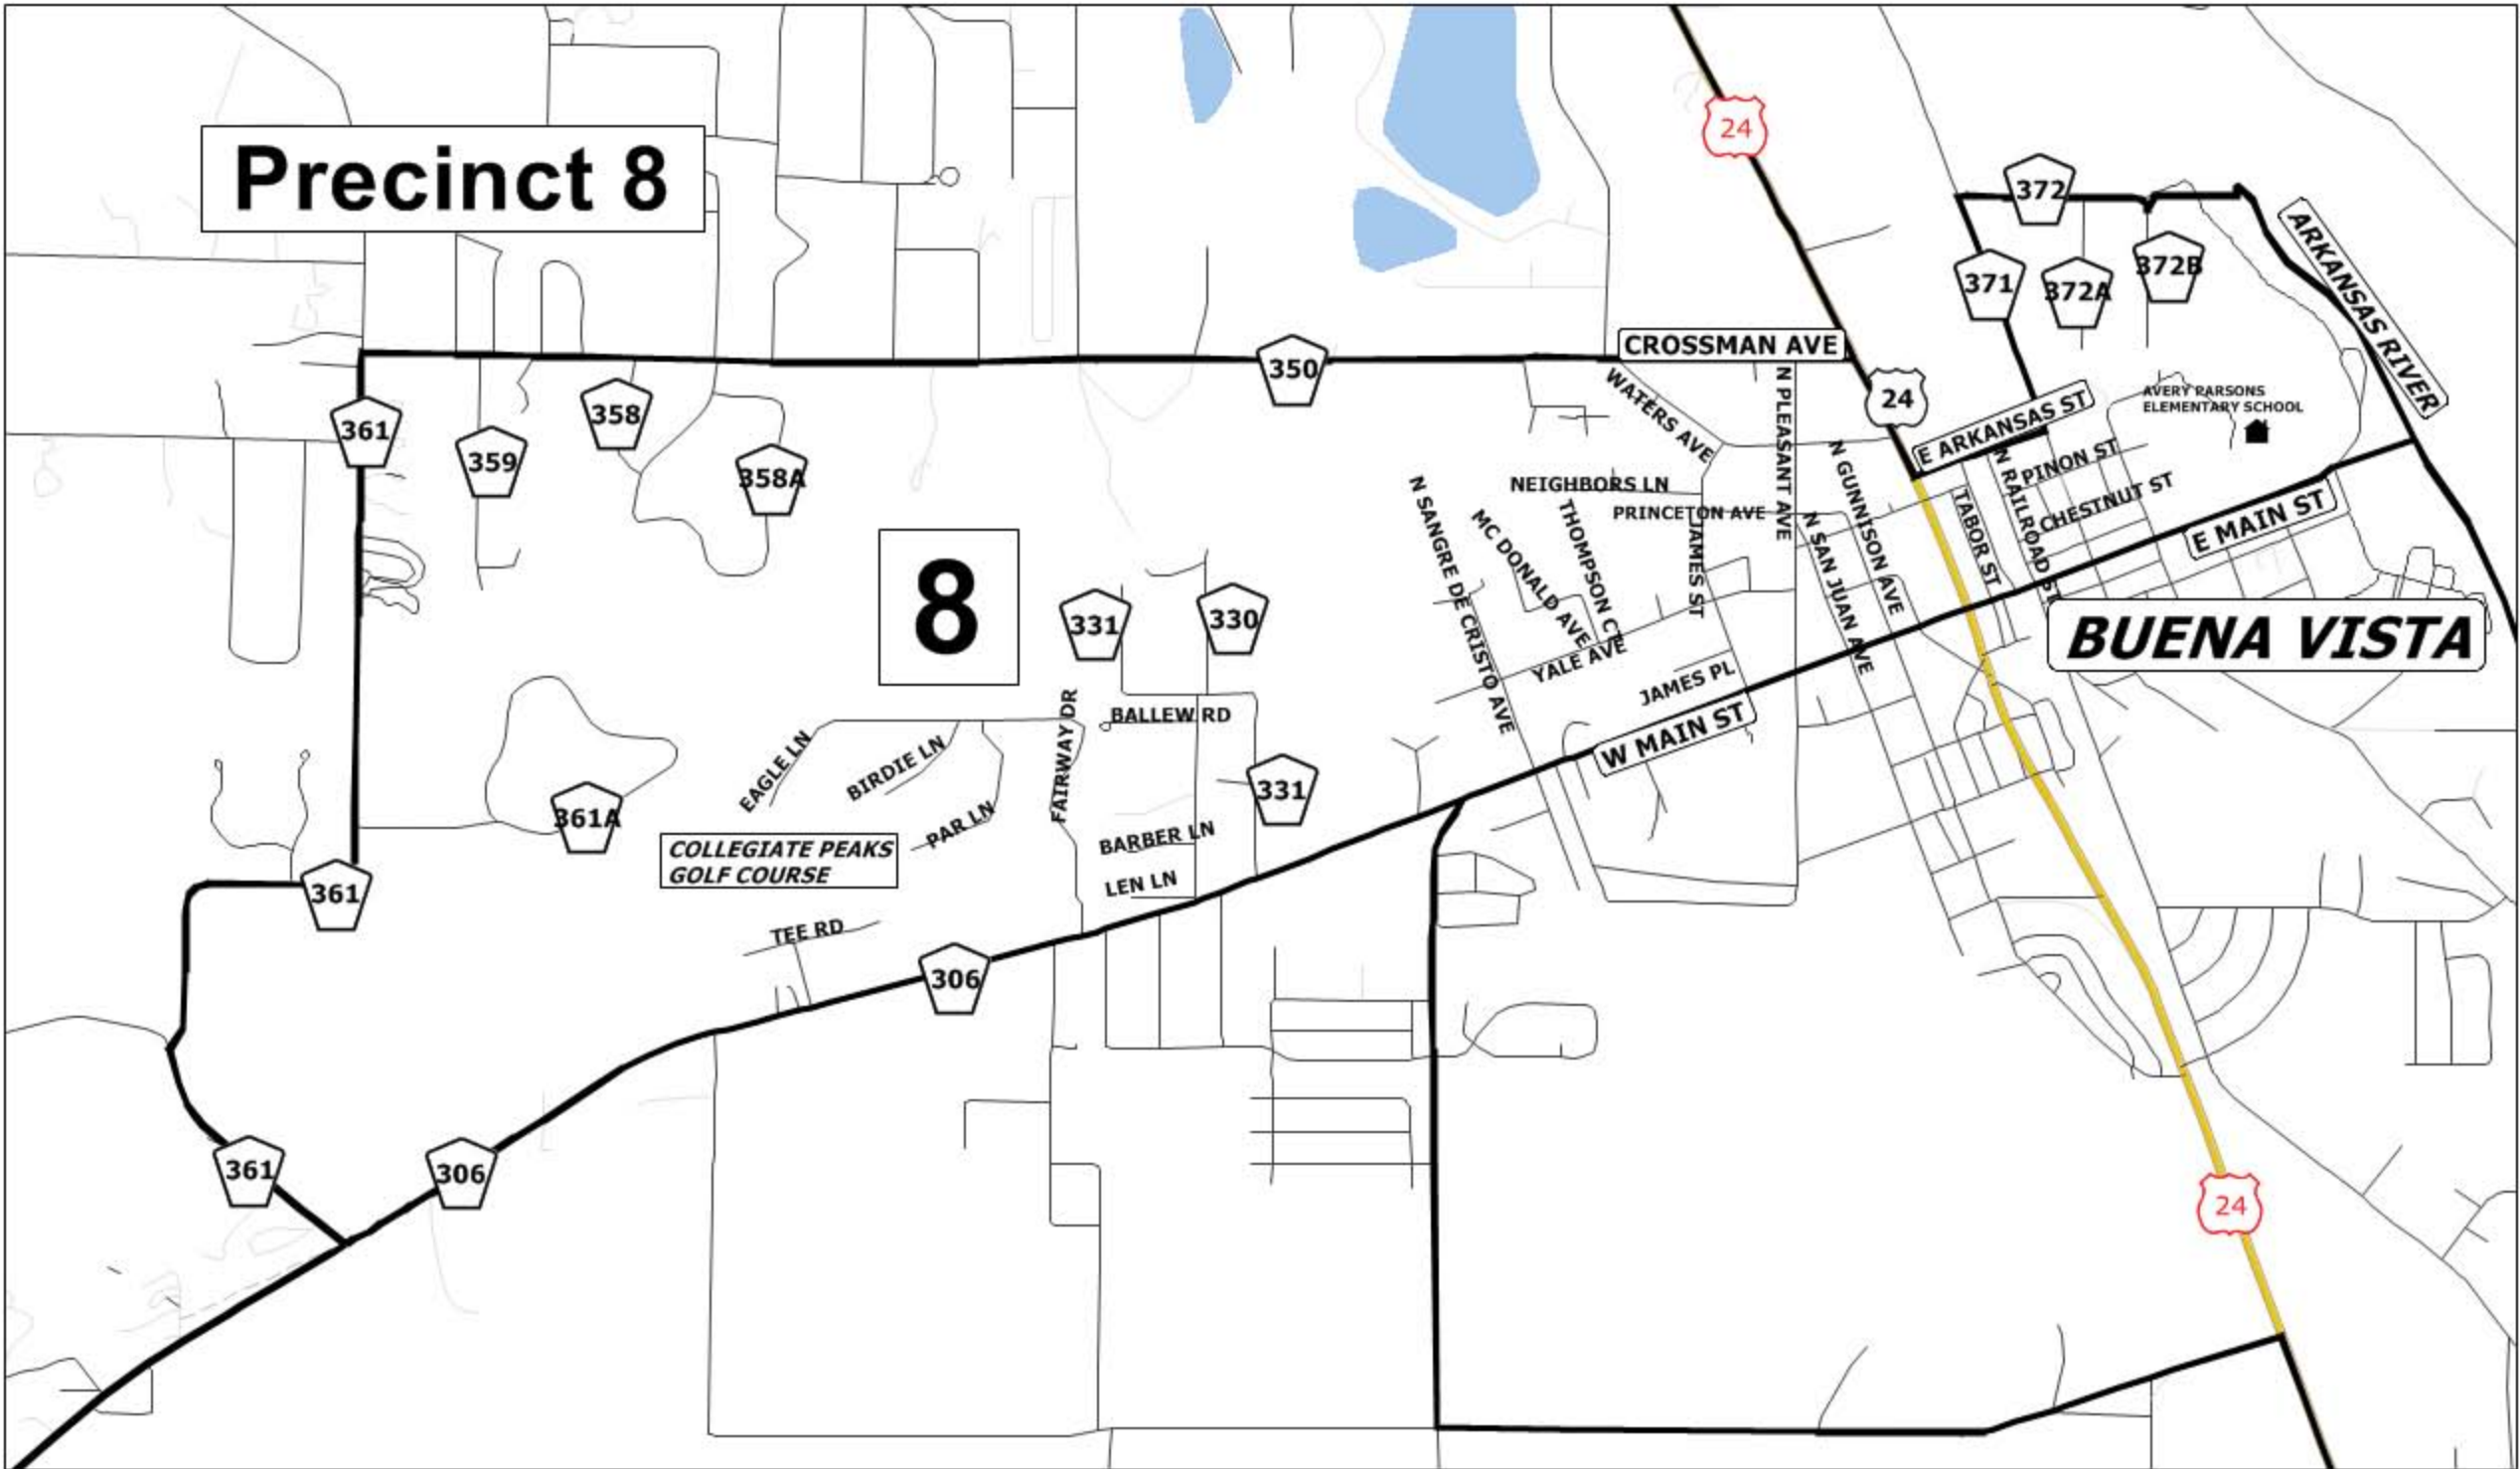 24
Precinct 8
372
ARKANSAS RIVER
372B
371
372A
CROSSMAN AVE
350
WATERS AVE
N PLEASANT AVE
24
E ARKANSAS ST
AVERY PARSONS
ELEMENTARY SCHOOL
361
358
359
358A
N GUNNISON AVE
N RAILROAD ST
PINON ST
CHESTNUT ST
TABOR ST
E MAIN ST
NEIGHBORS LN
PRINCETON AVE
N SANGRE DE CRISTO AVE
MC DONALD AVE
THOMPSON CT
JAMES ST
N SAN JUAN AVE
8
331
330
BUENA VISTA
YALE AVE
JAMES PL
W MAIN ST
BALLEW RD
FAIRWAY DR
EAGLE LN
BIRDIE LN
PAR LN
331
361A
BARBER LN
COLLEGIATE PEAKS
GOLF COURSE
LEN LN
361
TEE RD
306
361
306
24